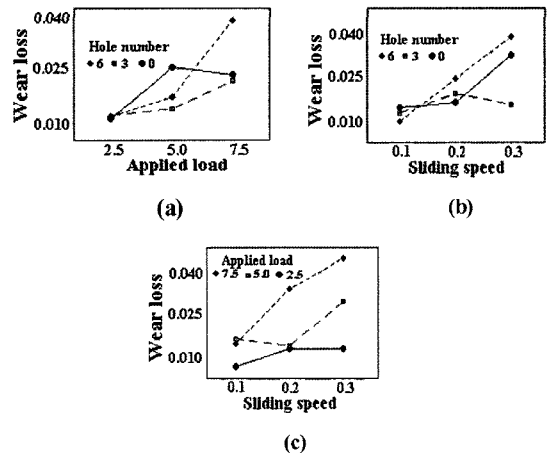 Wear loss
0.040
0.025
0.010
Hole number
6 3 0
2.5 5.0 7.5
Applied load
(a)
Wear loss
0.040
0.025
0.010
Hole number
6 3 0
0.1 0.2 0.3
Sliding speed
(b)
Wear loss
0.040
0.025
0.010
Applied load
7.5 5.0 2.5
0.1 0.2 0.3
Sliding speed
(c)